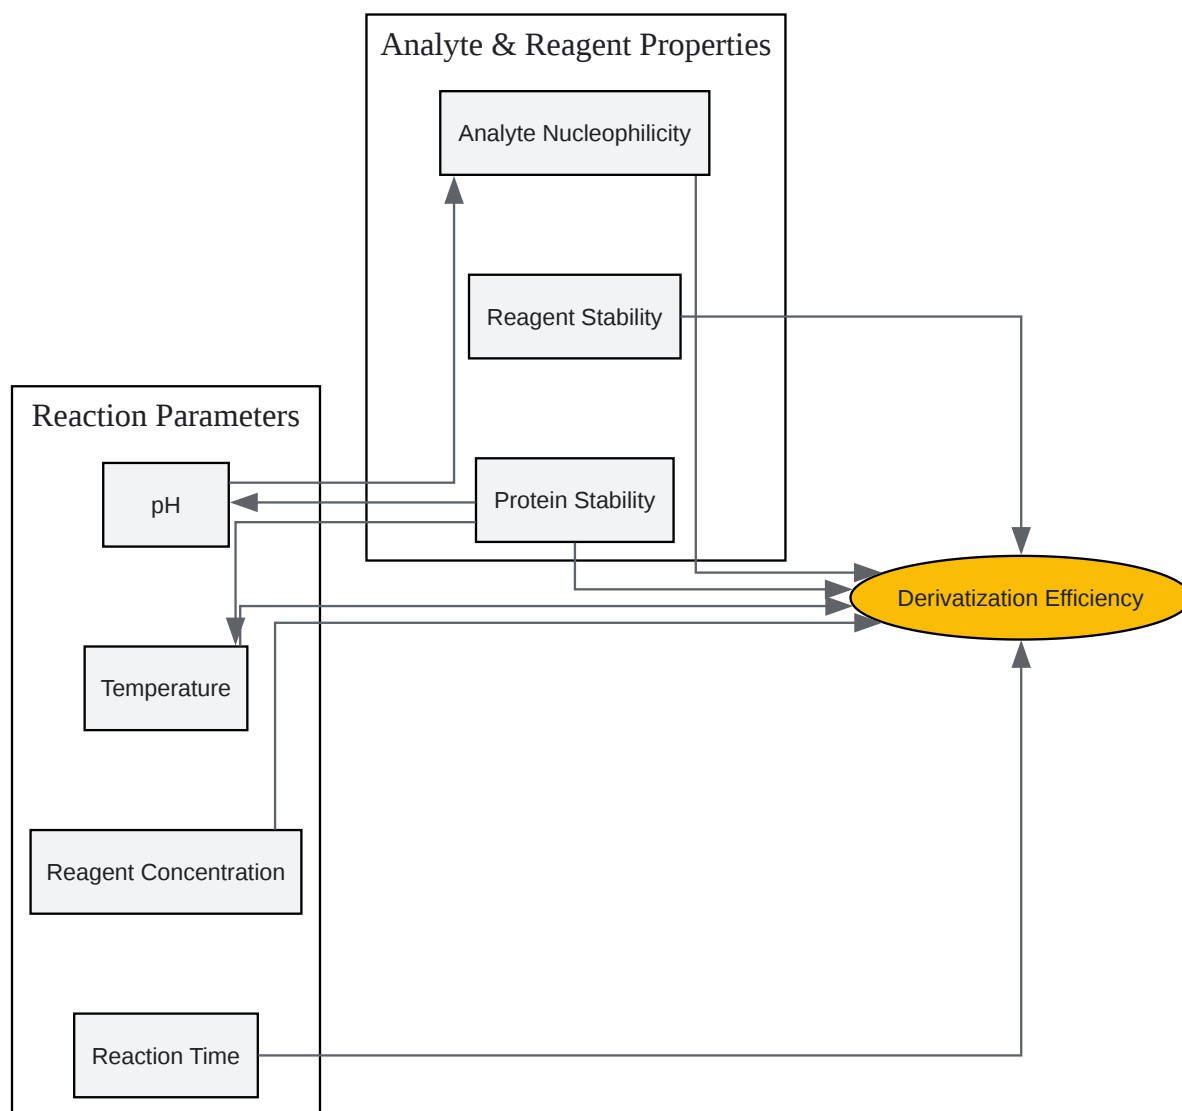 Analyte & Reagent Properties
Analyte Nucleophilicity
Reagent Stability
Protein Stability
Reaction Parameters
pH
Temperature
Reagent Concentration
Reaction Time
Derivatization Efficiency